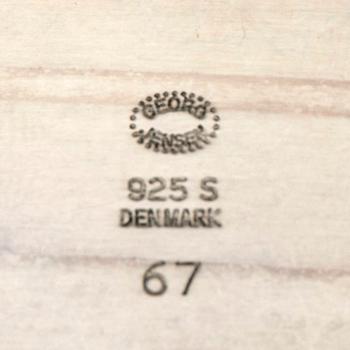 GEORG
JENSEN
925 S
DENMARK
67